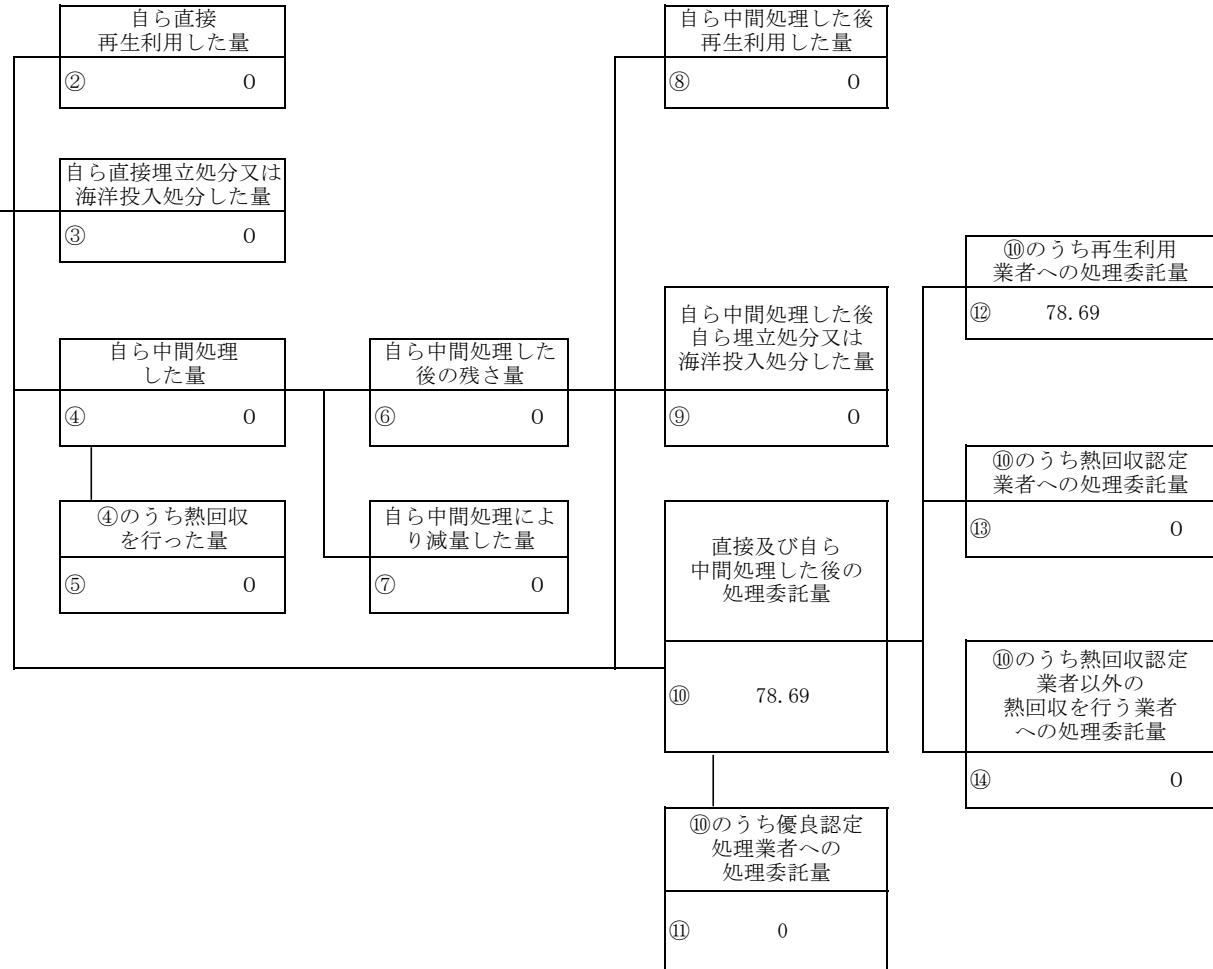 自ら直接
再生利用した量
② 0
自ら直接埋立処分又は
海洋投入処分した量
③ 0
自ら中間処理
した量
④ 0
④のうち熱回収
を行った量
⑤ 0
自ら中間処理した
後の残さ量
⑥ 0
自ら中間処理によ
り減量した量
⑦ 0
自ら中間処理した後
再生利用した量
⑧ 0
自ら中間処理した後
自ら埋立処分又は
海洋投入処分した量
⑨ 0
直接及び自ら
中間処理した後の
処理委託量
⑩ 78.69
⑩のうち優良認定
処理業者への
処理委託量
⑪ 0
⑩のうち再生利用
業者への処理委託量
⑫ 78.69
⑩のうち熱回収認定
業者への処理委託量
⑬ 0
⑩のうち熱回収認定
業者以外の
熱回収を行う業者
への処理委託量
⑭ 0